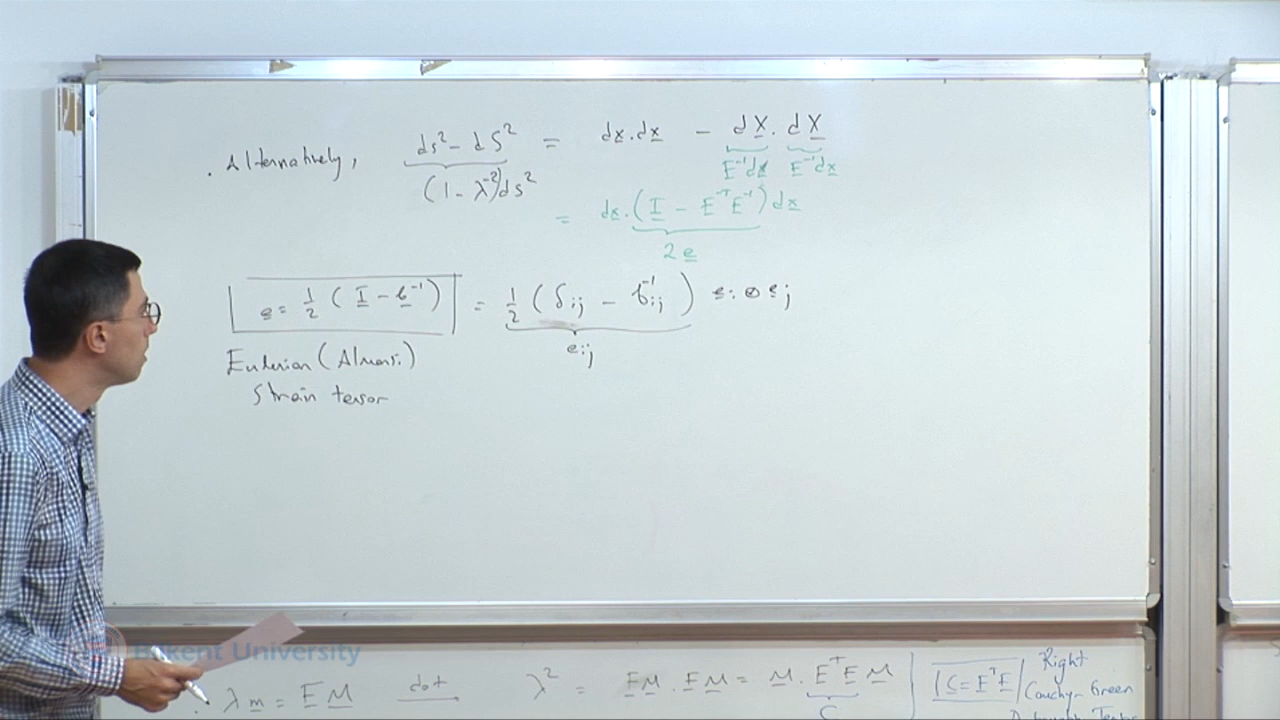 . Alternatively, ds² - dS² = dx.dx - dX.dX
(1 - λ⁻²)ds² F⁻¹dx F⁻¹dx
= dx.(I - F⁻ᵀF⁻¹)dx
2e
e = 1/2 (I - b⁻¹) = 1/2 (δij - b⁻¹ij) ei ⊗ ej
eij
Eulerian (Almansi)
Strain tensor
Bilkent University
. λm = FM dot λ² = FM.FM = M.FᵀFM C = FᵀF Right
C Cauchy-Green